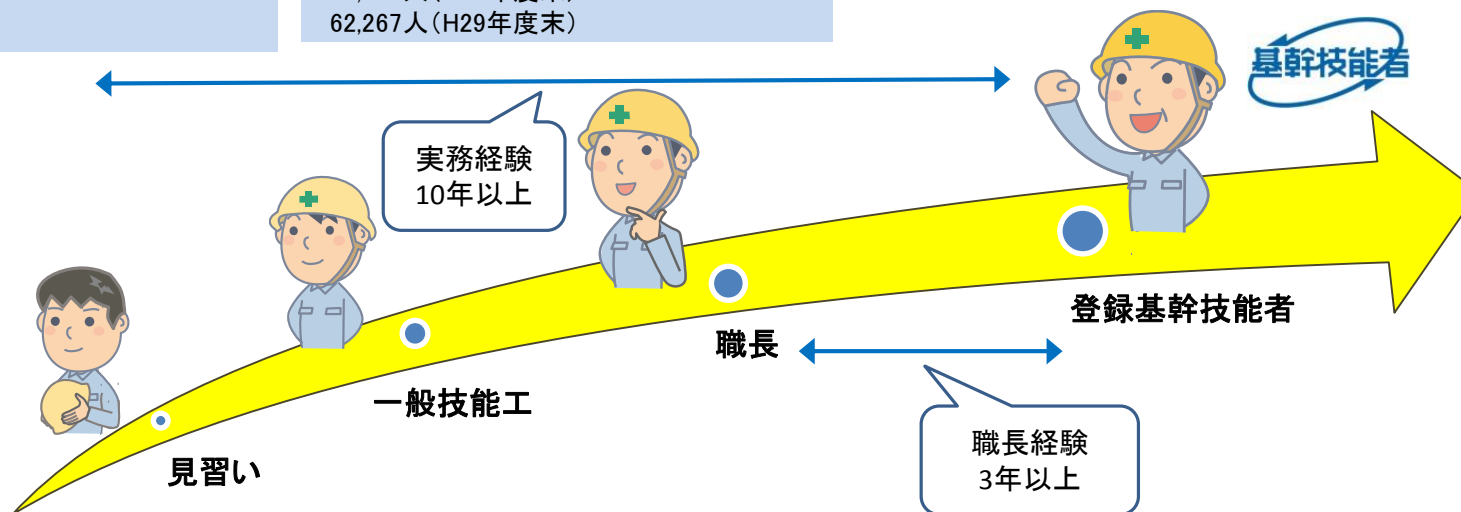 62,267人（H29年度末）
基幹技能者
実務経験
10年以上
登録基幹技能者
職長
一般技能工
職長経験
3年以上
見習い